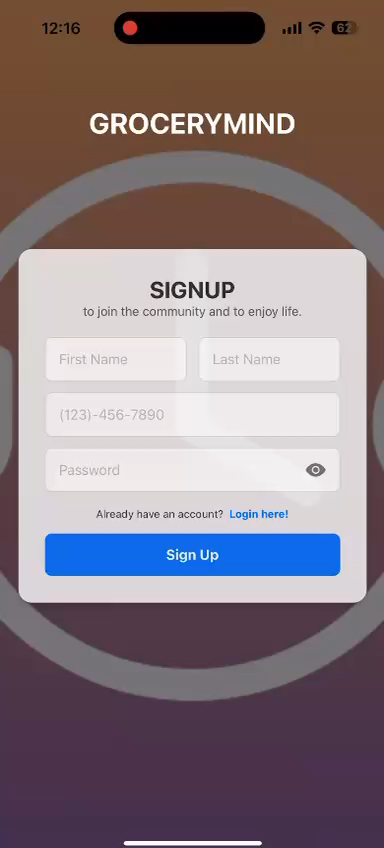 12:16
62
GROCERYMIND
SIGNUP
to join the community and to enjoy life.
First Name Last Name
(123)-456-7890
Password
Already have an account? Login here!
Sign Up